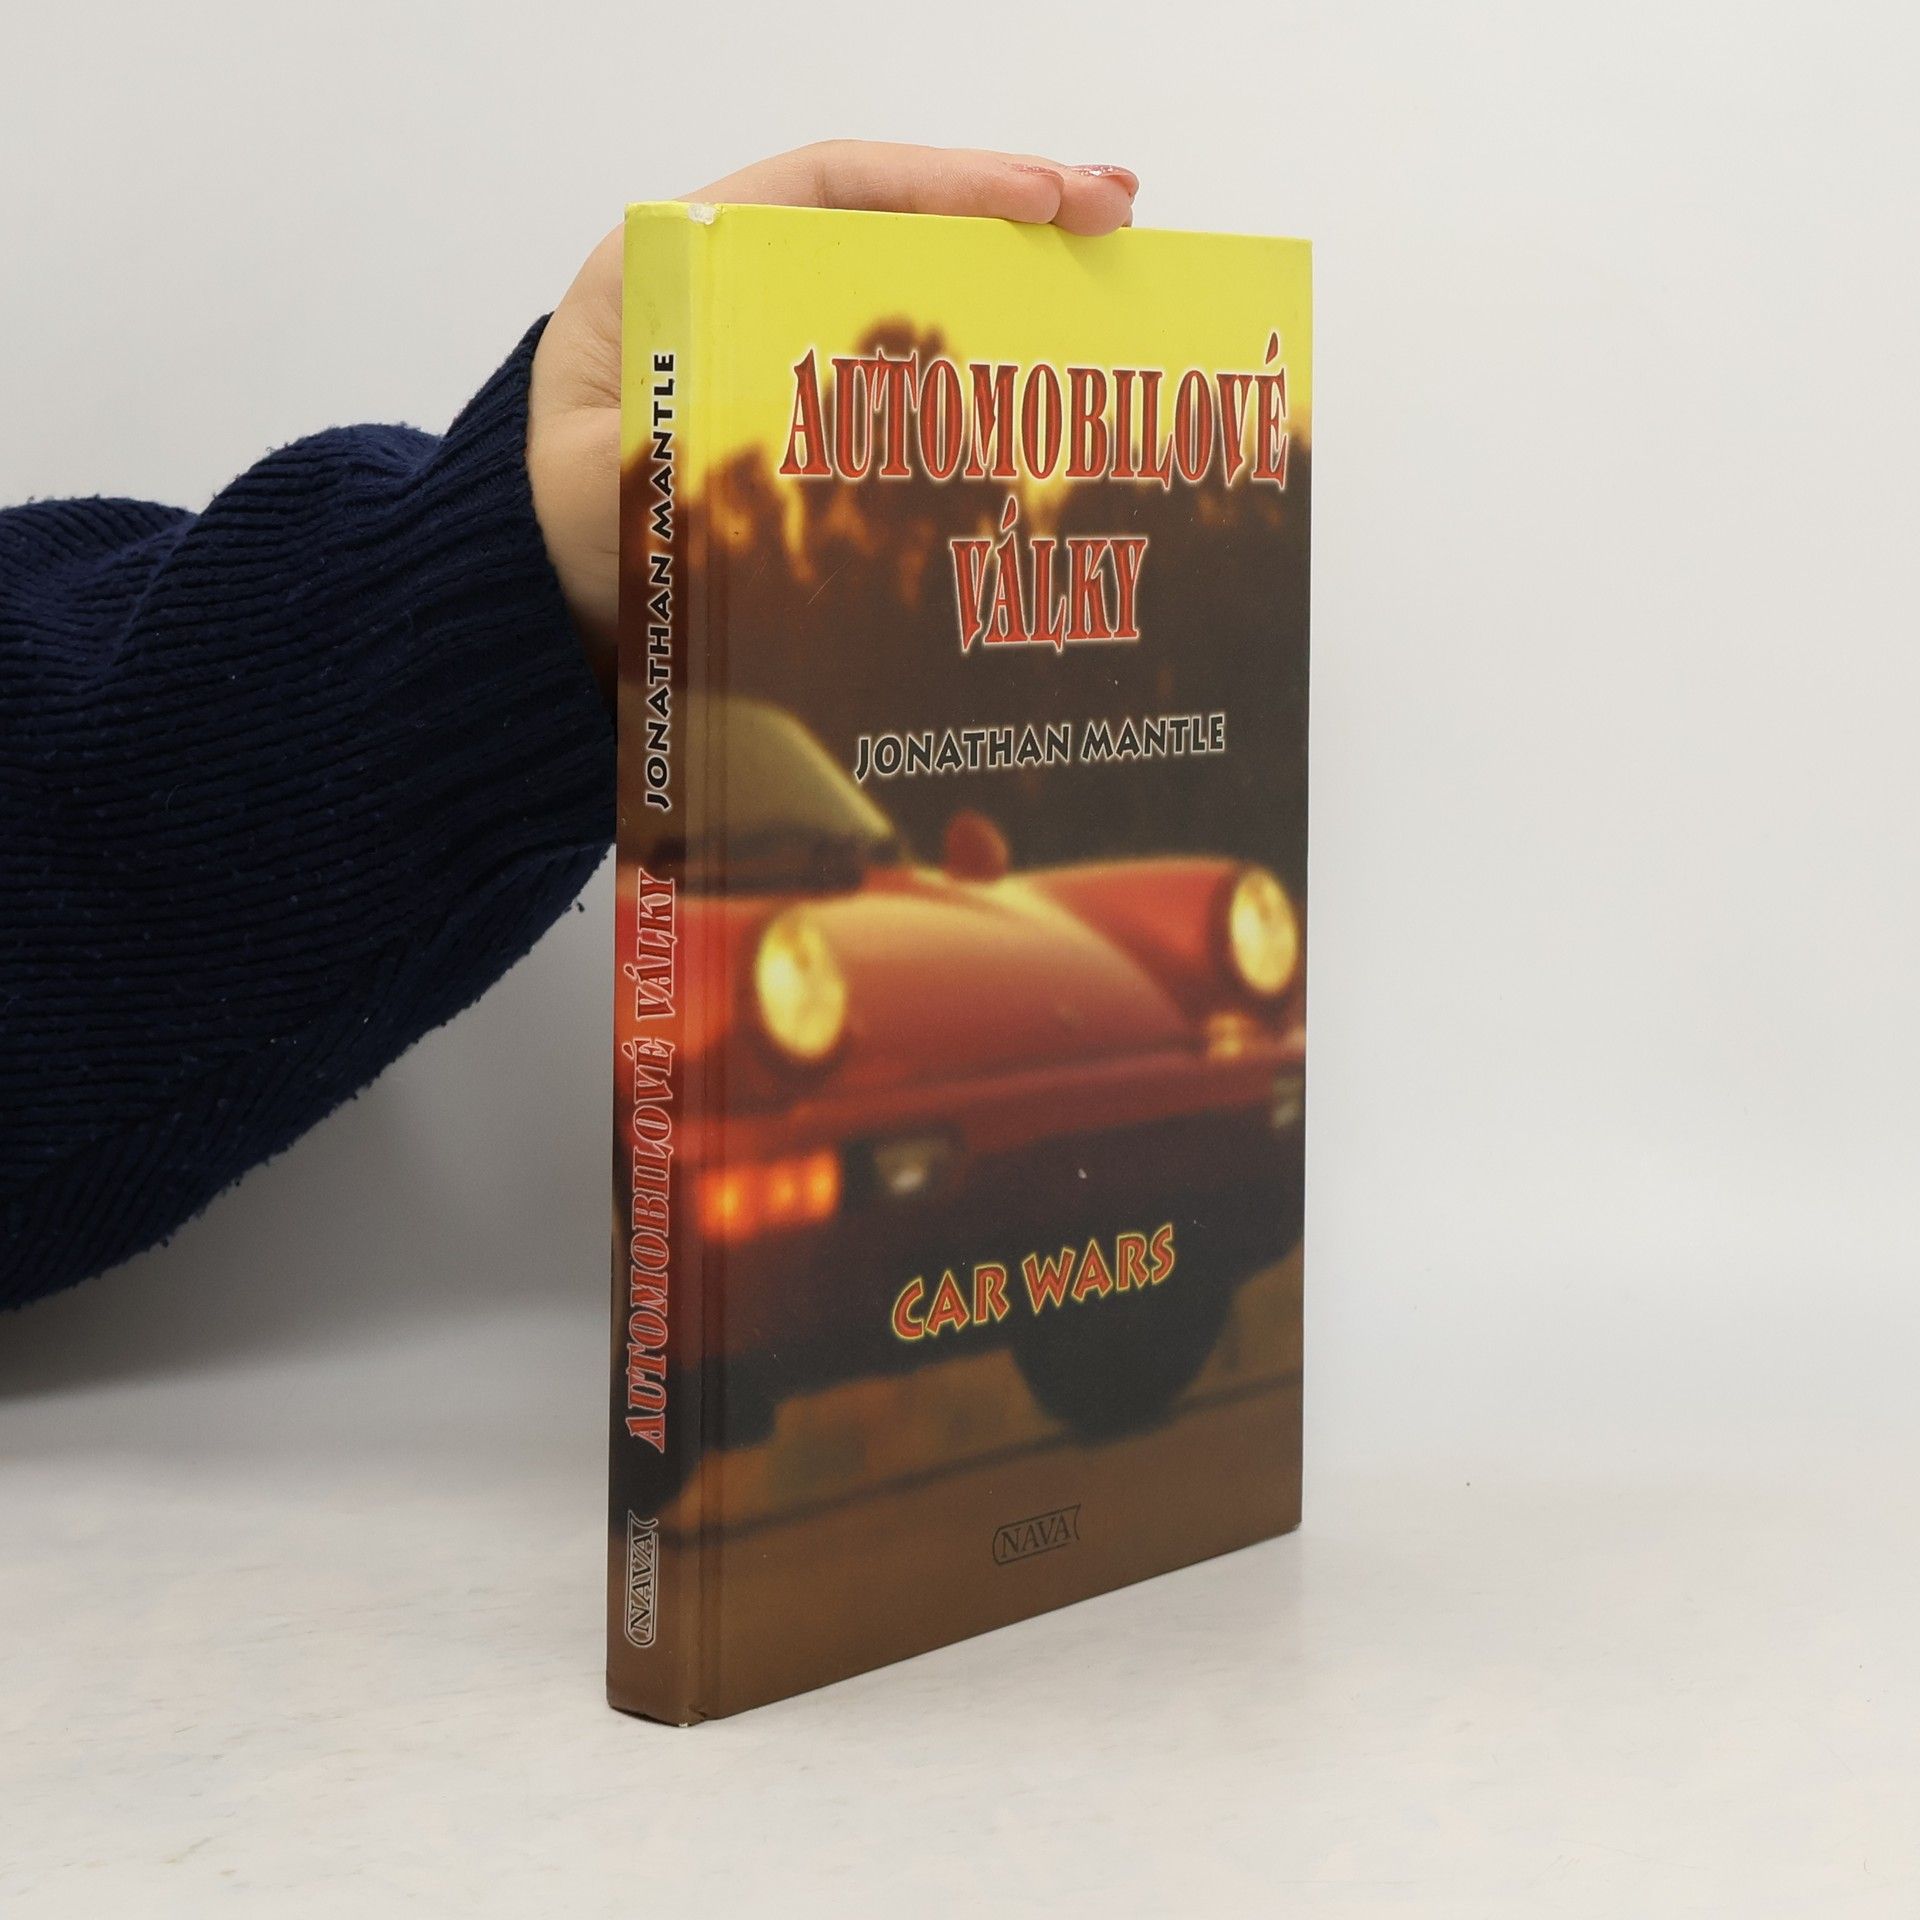 AUTOMOBILOVÉ
VÁLKY
JONATHAN MANTLE
CAR WARS
NAVA
JONATHAN MANTLE
AUTOMOBILOVÉ VÁLKY
NAVA